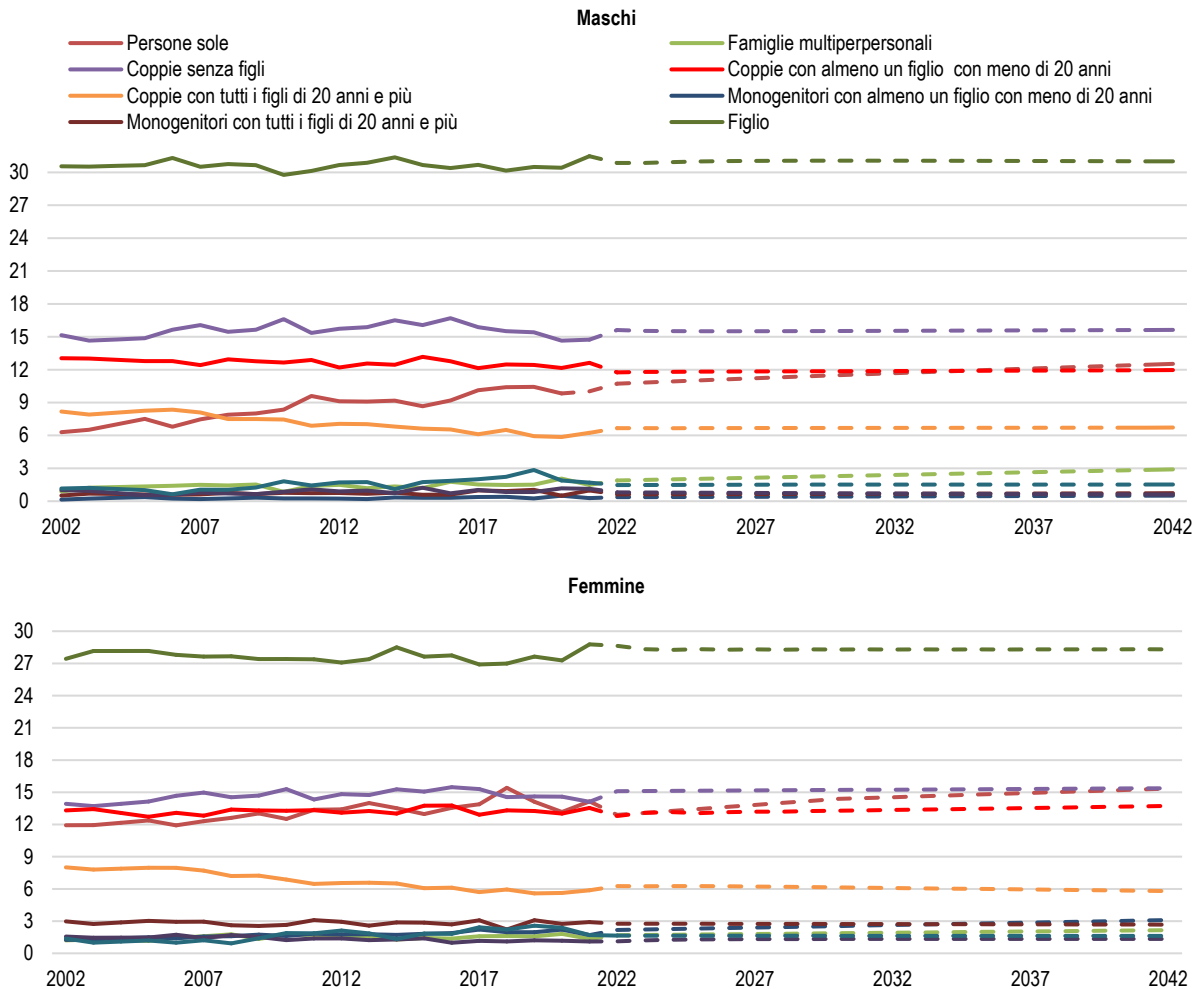 Maschi
Persone sole
Famiglie multiperpersonali
Coppie senza figli
Coppie con almeno un figlio con meno di 20 anni
Coppie con tutti i figli di 20 anni e più
Monogenitori con almeno un figlio con meno di 20 anni
Monogenitori con tutti i figli di 20 anni e più
Figlio
30
27
24
21
18
15
12
9
6
3
0
2002 2007 2012 2017 2022 2027 2032 2037 2042
Femmine
30
27
24
21
18
15
12
9
6
3
0
2002 2007 2012 2017 2022 2027 2032 2037 2042